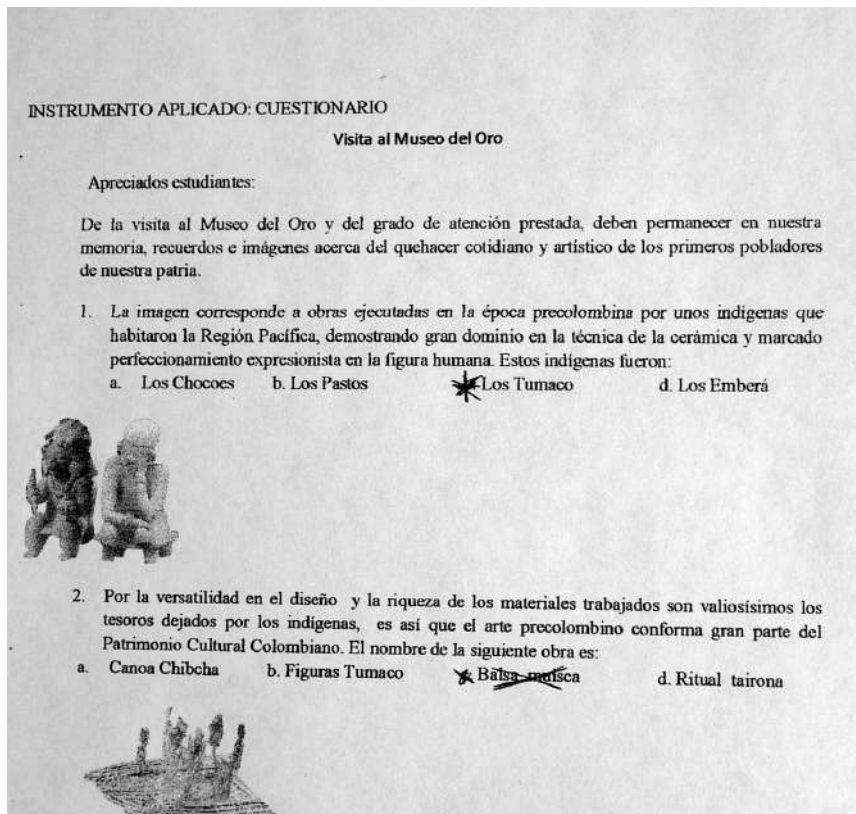 INSTRUMENTO APLICADO: CUESTIONARIO
Visita al Museo del Oro
Apreciados estudiantes:
De la visita al Museo del Oro y del grado de atención prestada, deben permanecer en nuestra
memoria, recuerdos e imágenes acerca del quehacer cotidiano y artístico de los primeros pobladores
de nuestra patria.
1. La imagen corresponde a obras ejecutadas en la época precolombina por unos indígenas que
habitaron la Región Pacífica, demostrando gran dominio en la técnica de la cerámica y marcado
perfeccionamiento expresionista en la figura humana. Estos indígenas fueron:
a. Los Chocoes b. Los Pastos Los Tumaco d. Los Emberá
2. Por la versatilidad en el diseño y la riqueza de los materiales trabajados son valiosísimos los
tesoros dejados por los indígenas, es así que el arte precolombino conforma gran parte del
Patrimonio Cultural Colombiano. El nombre de la siguiente obra es:
a. Canoa Chibcha b. Figuras Tumaco Balsa muisca d. Ritual tairona